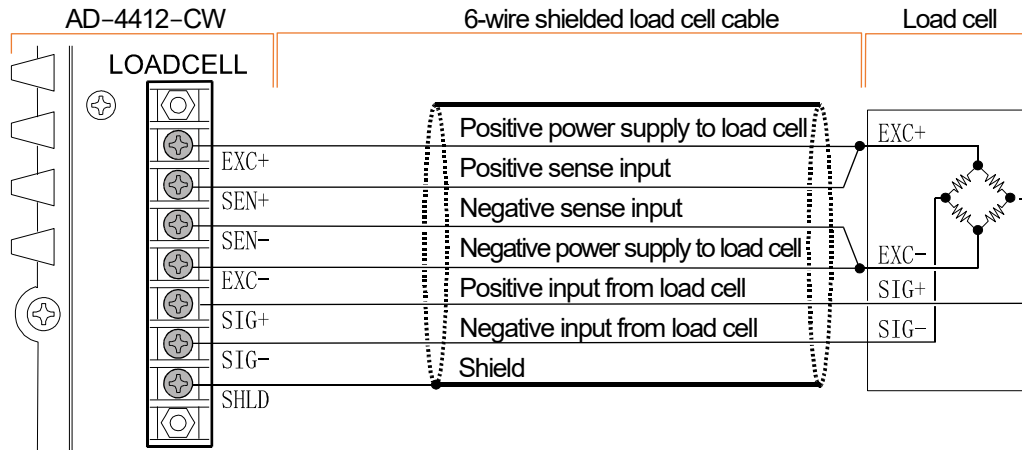 AD-4412-CW
6-wire shielded load cell cable
Load cell
LOADCELL
Positive power supply to load cell
EXC+
EXC+
Positive sense input
SEN+
Negative sense input
SEN-
Negative power supply to load cell
EXC-
EXC-
Positive input from load cell
SIG+
SIG+
Negative input from load cell
SIG-
SIG-
Shield
SHLD